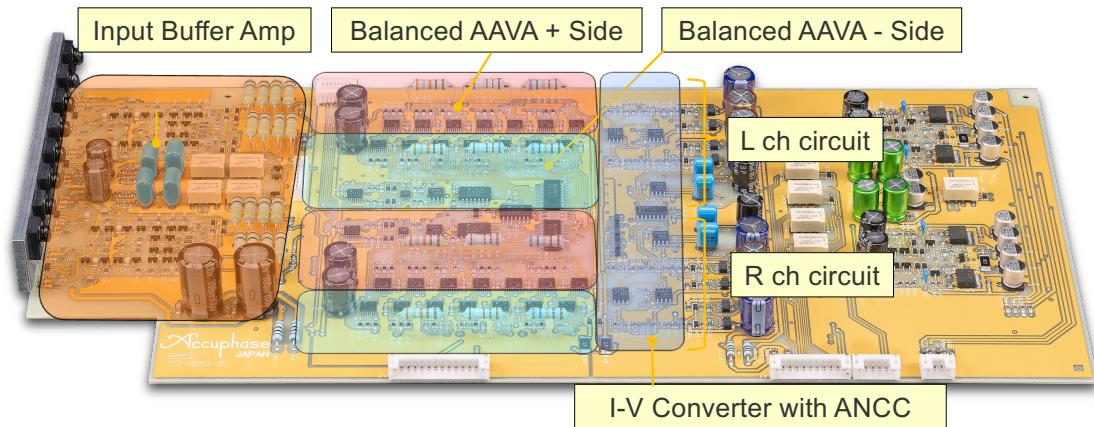 Input Buffer Amp
Balanced AAVA + Side
Balanced AAVA - Side
L ch circuit
R ch circuit
Accuphase
JAPAN
I-V Converter with ANCC